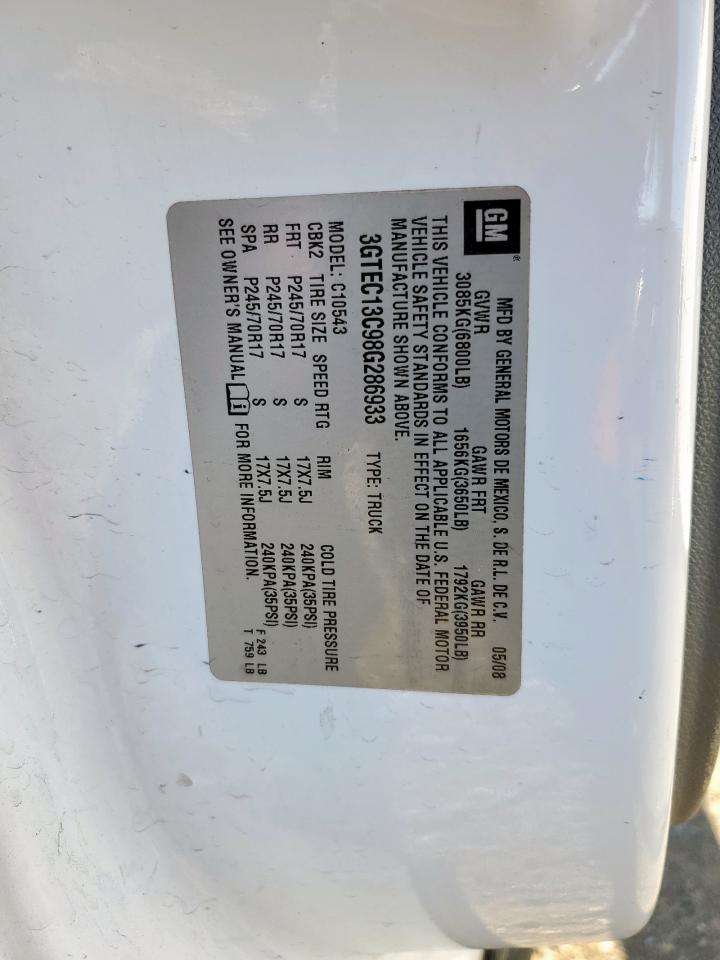 GM
MFD BY GENERAL MOTORS DE MEXICO, S. DE R.L. DE C.V. 05/08
GVWR GAWR FRT GAWR RR
3085KG(6800LB) 1656KG(3650LB) 1792KG(3950LB)
THIS VEHICLE CONFORMS TO ALL APPLICABLE U.S. FEDERAL MOTOR
VEHICLE SAFETY STANDARDS IN EFFECT ON THE DATE OF
MANUFACTURE SHOWN ABOVE.
3GTEC13C98G286933 TYPE: TRUCK
MODEL: C10543
CBK2 TIRE SIZE SPEED RTG RIM COLD TIRE PRESSURE
FRT P245/70R17 S 17X7.5J 240KPA(35PSI)
RR P245/70R17 S 17X7.5J 240KPA(35PSI)
SPA P245/70R17 S 17X7.5J 240KPA(35PSI)
SEE OWNER'S MANUAL FOR MORE INFORMATION.
F 243 LB
T 759 LB